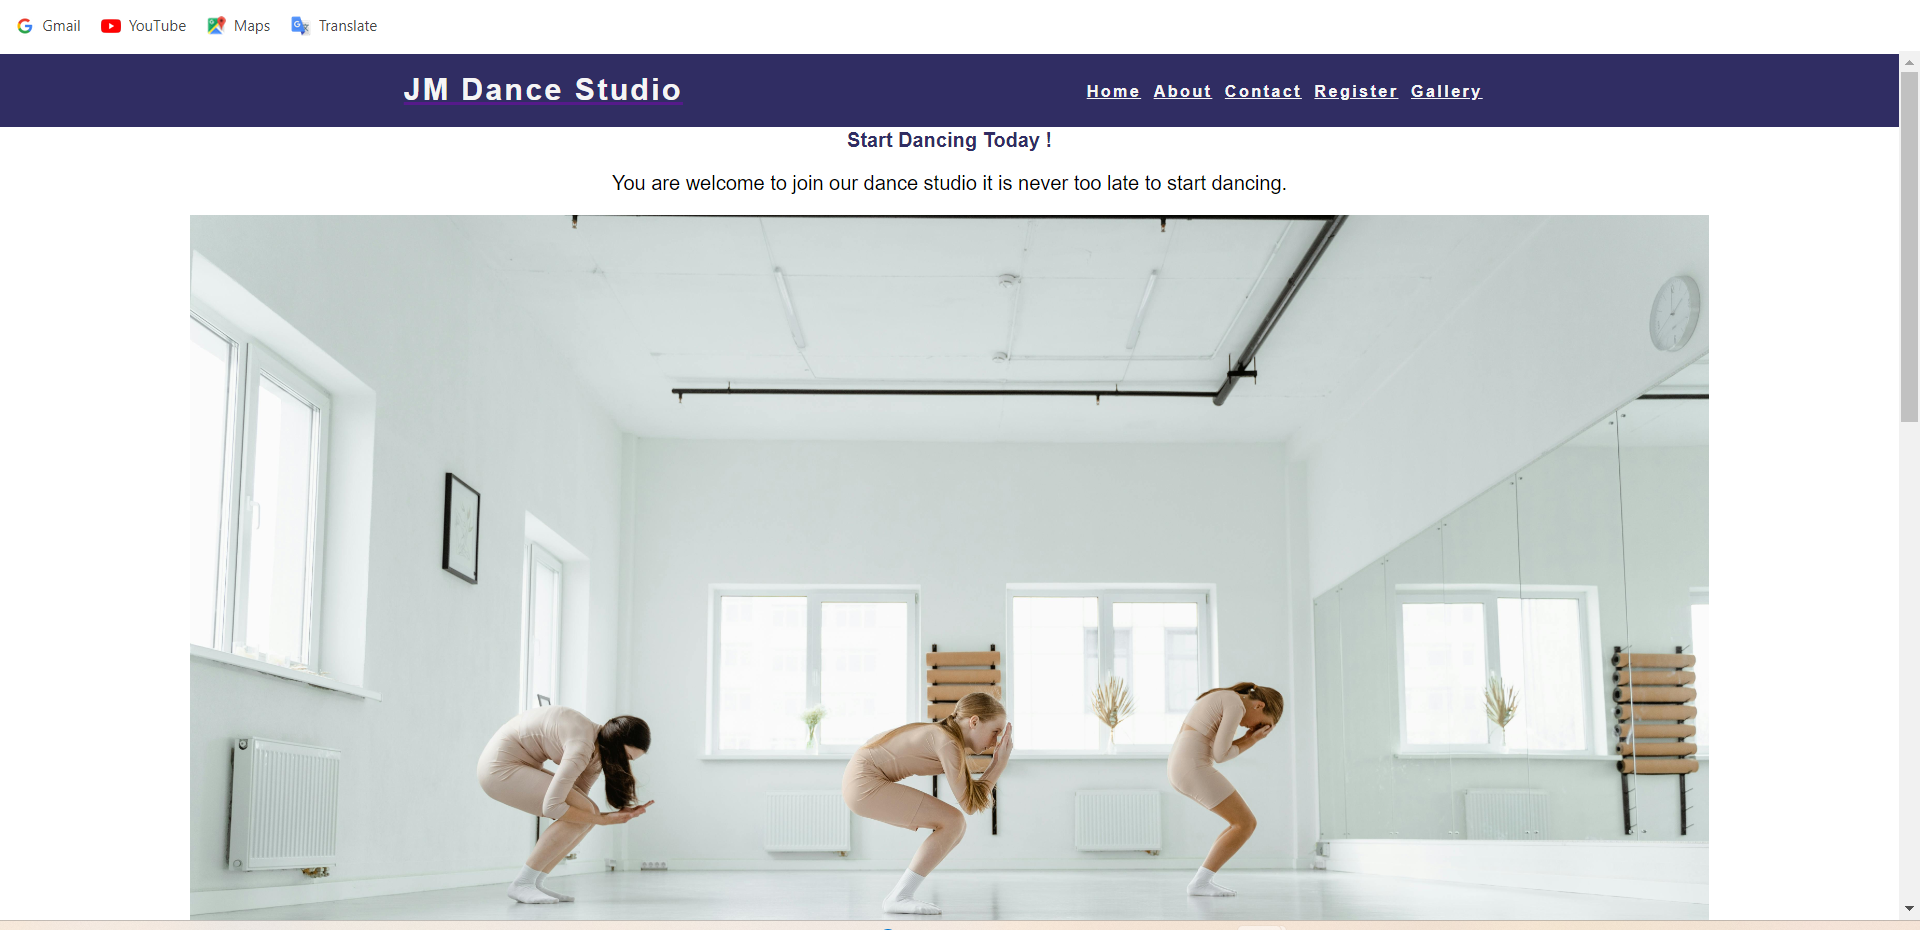 Gmail YouTube Maps Translate
JM Dance Studio Home About Contact Register Gallery
Start Dancing Today !
You are welcome to join our dance studio it is never too late to start dancing.